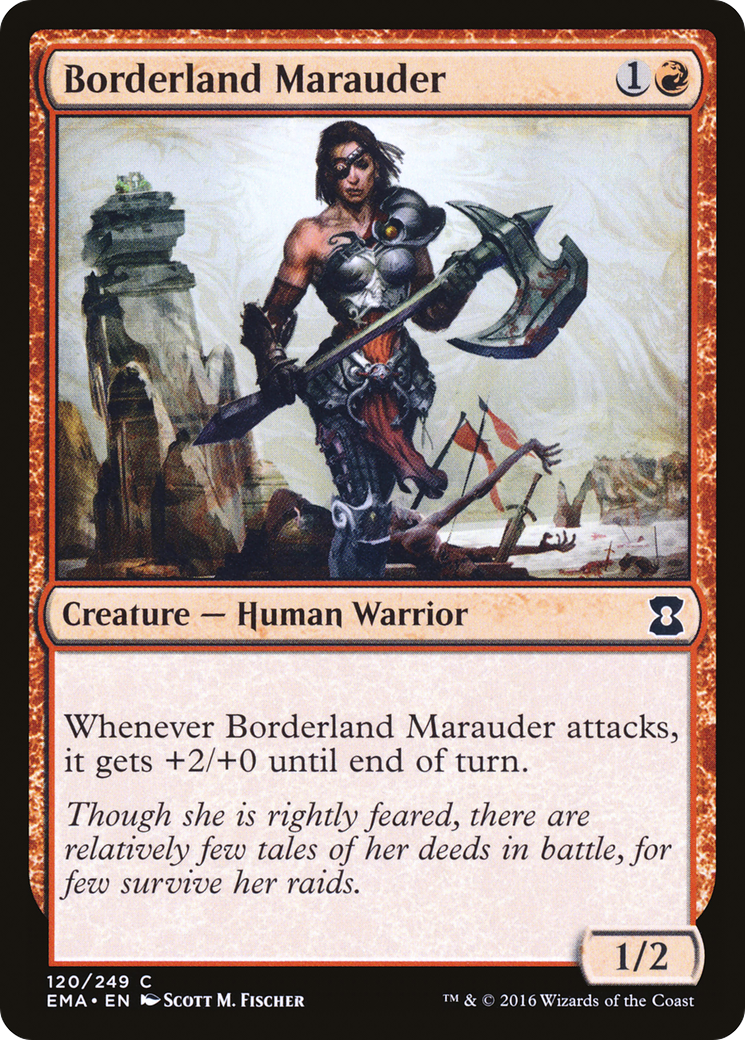 Borderland Marauder 1
Creature — Human Warrior
Whenever Borderland Marauder attacks,
it gets +2/+0 until end of turn.
Though she is rightly feared, there are
relatively few tales of her deeds in battle, for
few survive her raids.
1/2
120/249 C
EMA • EN Scott M. Fischer ™ & © 2016 Wizards of the Coast